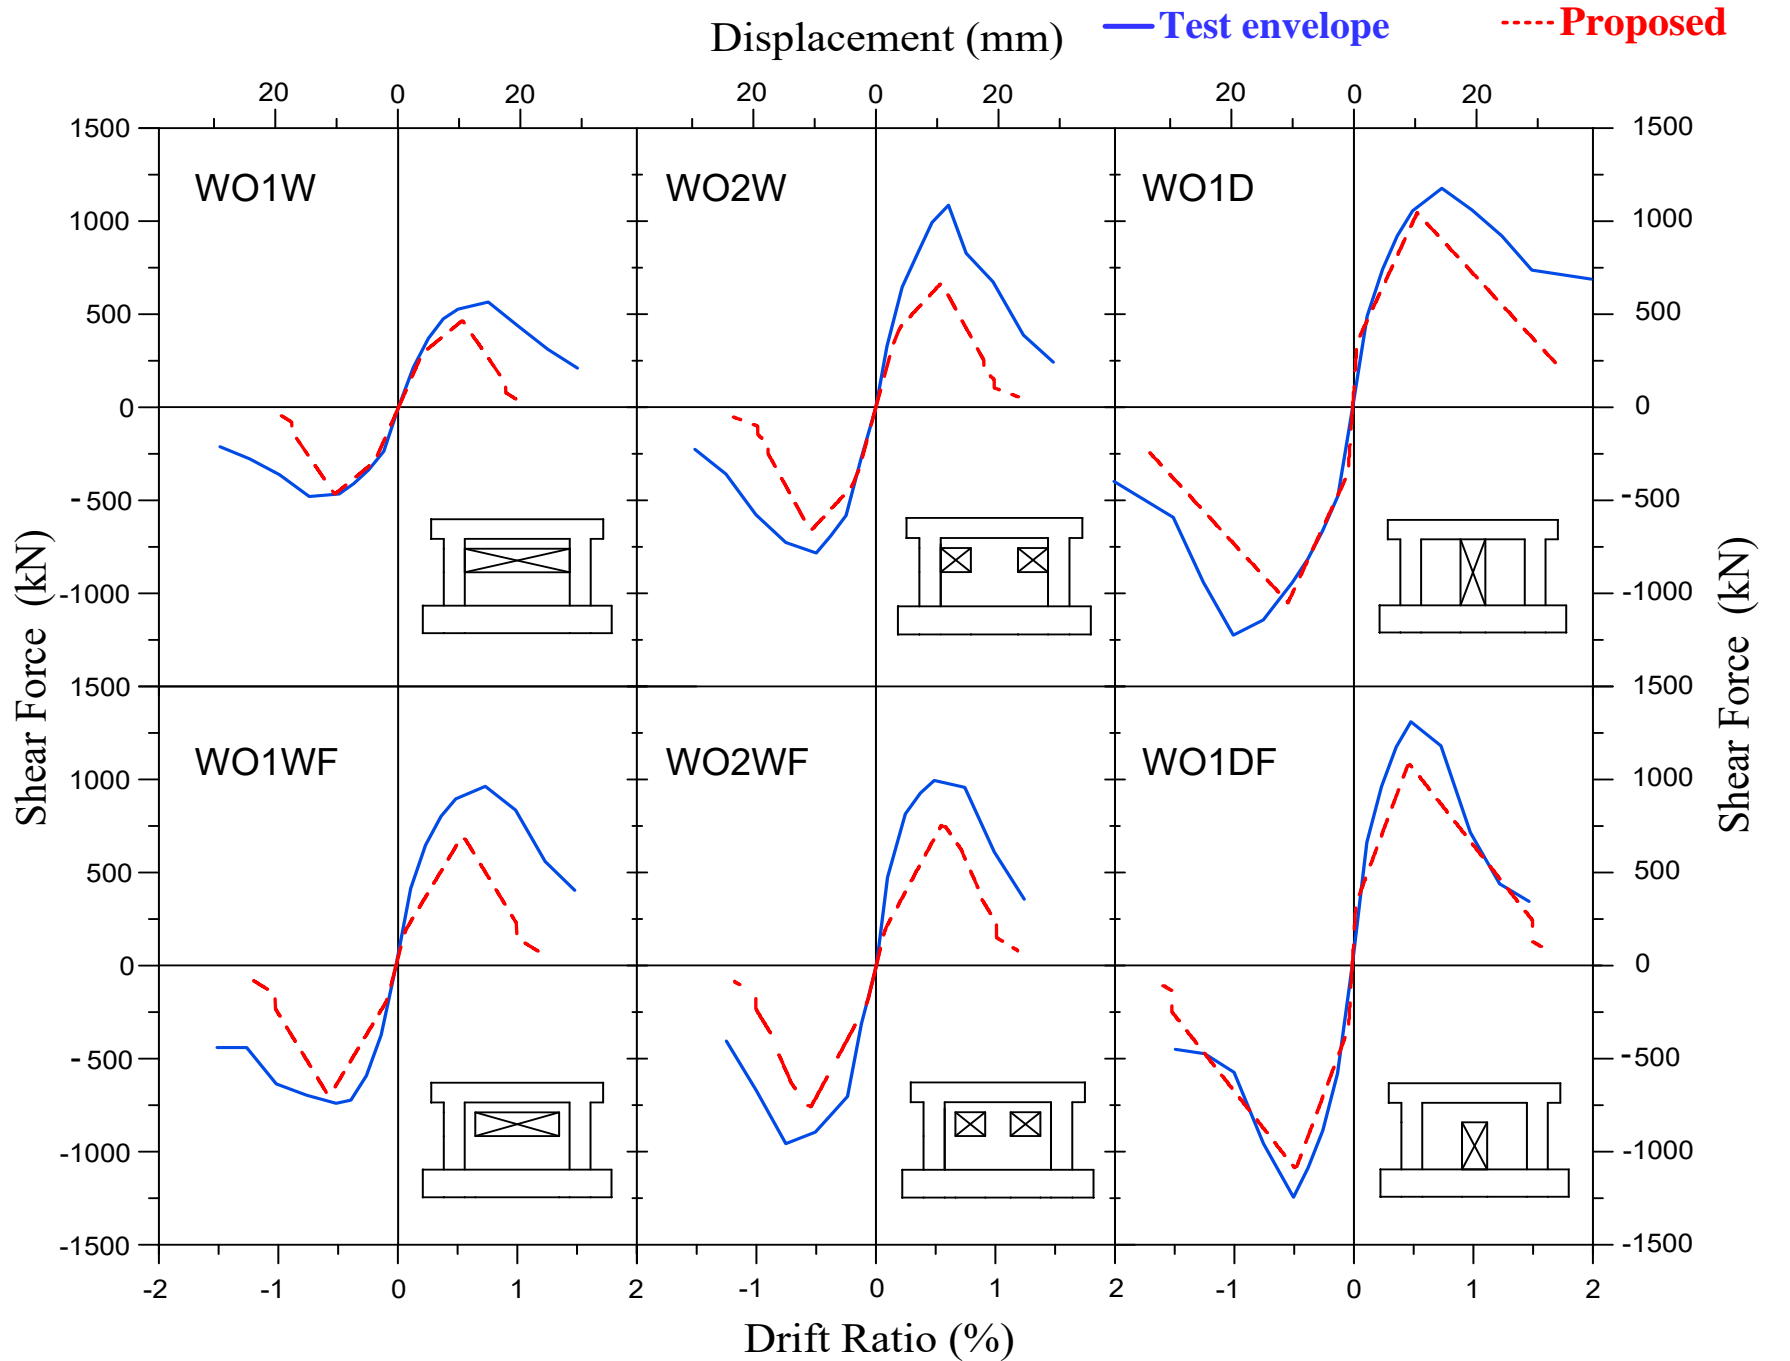 Displacement (mm) Test envelope Proposed
20 0 20 20 0 20 20 0 20
1500 1500
WO1W WO2W WO1D
1000 1000
500 500
0 0
-500 -500
-1000 -1000
Shear Force (kN) Shear Force (kN)
1500 1500
WO1WF WO2WF WO1DF
1000 1000
500 500
0 0
-500 -500
-1000 -1000
-1500 -1500
-2 -1 0 1 -1 0 1 2 -1 0 1 2
Drift Ratio (%)